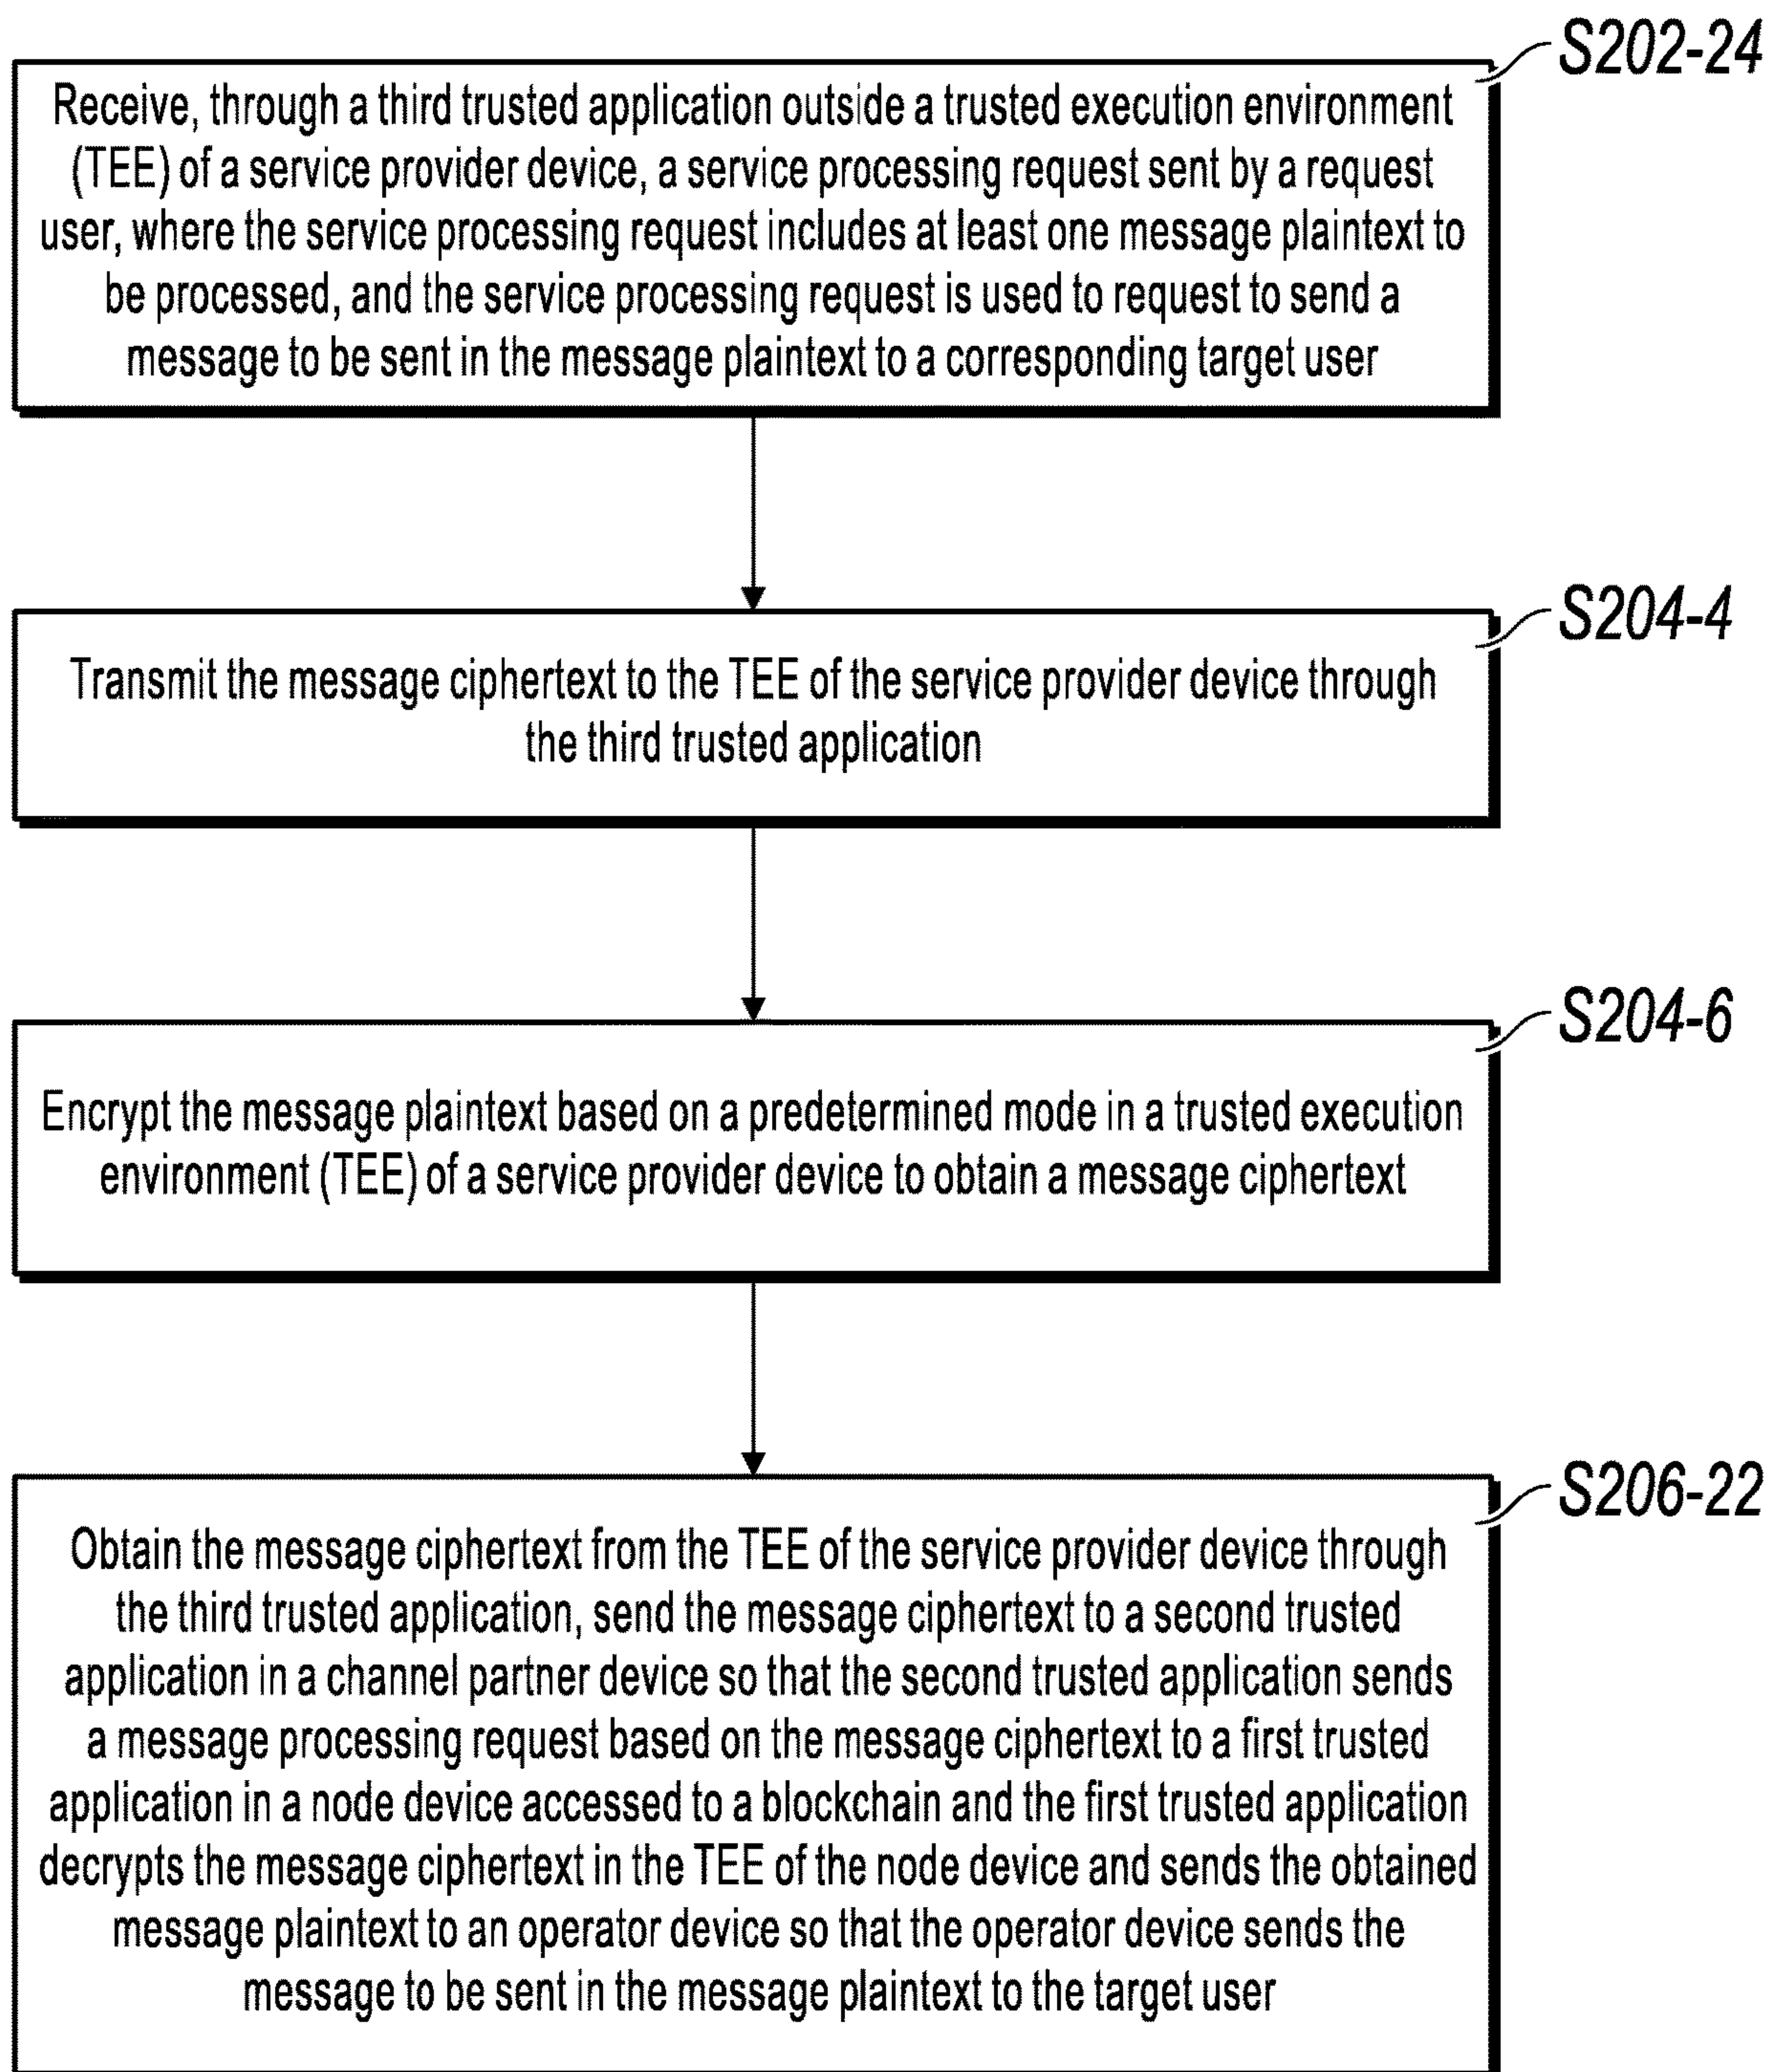 S202-24
Receive, through a third trusted application outside a trusted execution environment
(TEE) of a service provider device, a service processing request sent by a request
user, where the service processing request includes at least one message plaintext to
be processed, and the service processing request is used to request to send a
message to be sent in the message plaintext to a corresponding target user
S204-4
Transmit the message ciphertext to the TEE of the service provider device through
the third trusted application
S204-6
Encrypt the message plaintext based on a predetermined mode in a trusted execution
environment (TEE) of a service provider device to obtain a message ciphertext
S206-22
Obtain the message ciphertext from the TEE of the service provider device through
the third trusted application, send the message ciphertext to a second trusted
application in a channel partner device so that the second trusted application sends
a message processing request based on the message ciphertext to a first trusted
application in a node device accessed to a blockchain and the first trusted application
decrypts the message ciphertext in the TEE of the node device and sends the obtained
message plaintext to an operator device so that the operator device sends the
message to be sent in the message plaintext to the target user